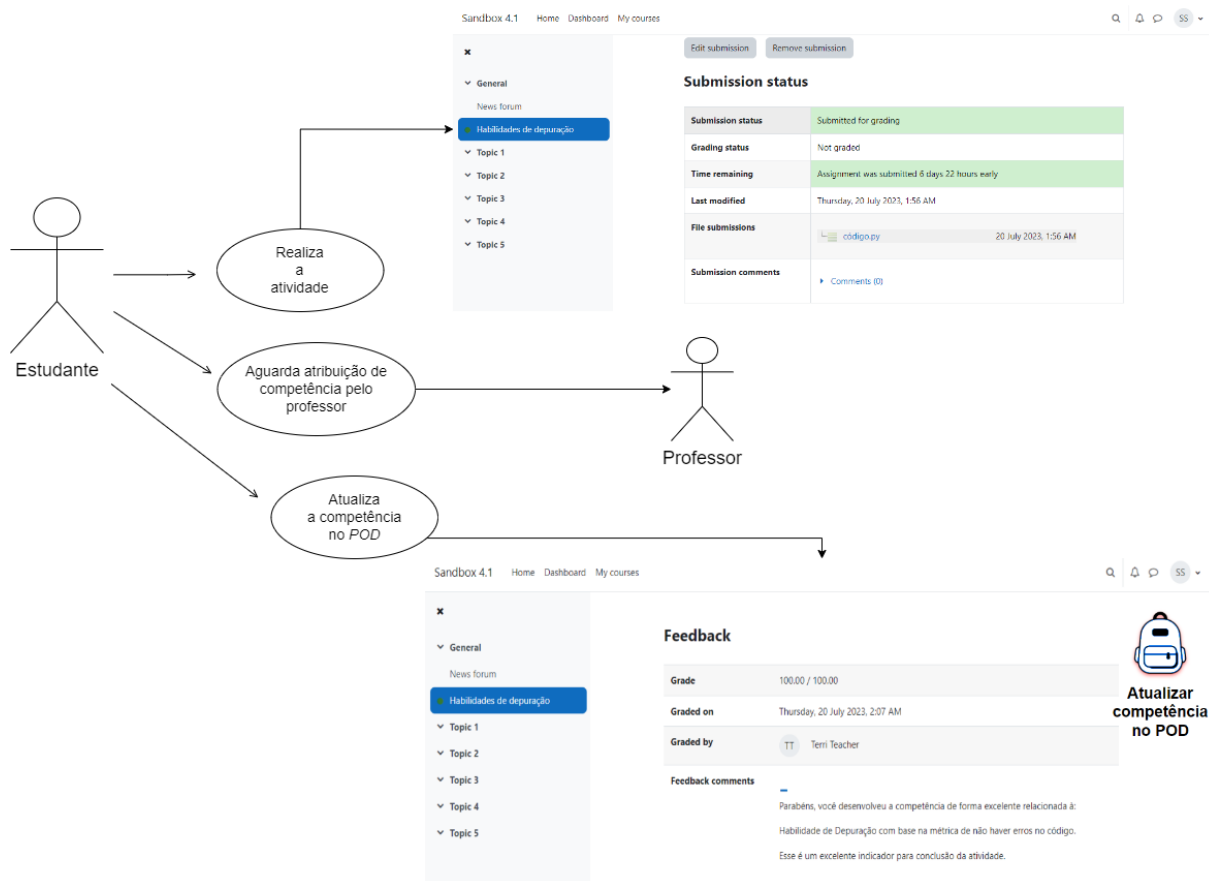 Sandbox 4.1 Home Dashboard My courses SS
Edit submission Remove submission
Submission status
General
News forum
Habilidades de depuração
Topic 1
Topic 2
Topic 3
Topic 4
Topic 5
Submission status Submitted for grading
Grading status Not graded
Time remaining Assignment was submitted 6 days 22 hours early
Last modified Thursday, 20 July 2023, 1:56 AM
File submissions código.py 20 July 2023, 1:56 AM
Submission comments Comments (0)
Realiza
a
atividade
Estudante
Aguarda atribuição de
competência pelo
professor
Professor
Atualiza
a competência
no POD
Sandbox 4.1 Home Dashboard My courses SS
General
News forum
Habilidades de depuração
Topic 1
Topic 2
Topic 3
Topic 4
Topic 5
Feedback
Grade 100.00 / 100.00
Graded on Thursday, 20 July 2023, 2:07 AM
Graded by TT Terri Teacher
Feedback comments
Parabéns, você desenvolveu a competência de forma excelente relacionada à:
Habilidade de Depuração com base na métrica de não haver erros no código.
Esse é um excelente indicador para conclusão da atividade.
Atualizar
competência
no POD